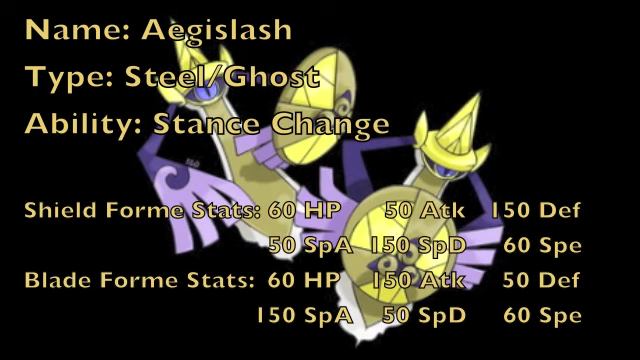 Name: Aegislash
Type: Steel/Ghost
Ability: Stance Change
Shield Forme Stats: 60 HP 50 Atk 150 Def
50 SpA 150 SpD 60 Spe
Blade Forme Stats: 60 HP 150 Atk 50 Def
150 SpA 50 SpD 60 Spe